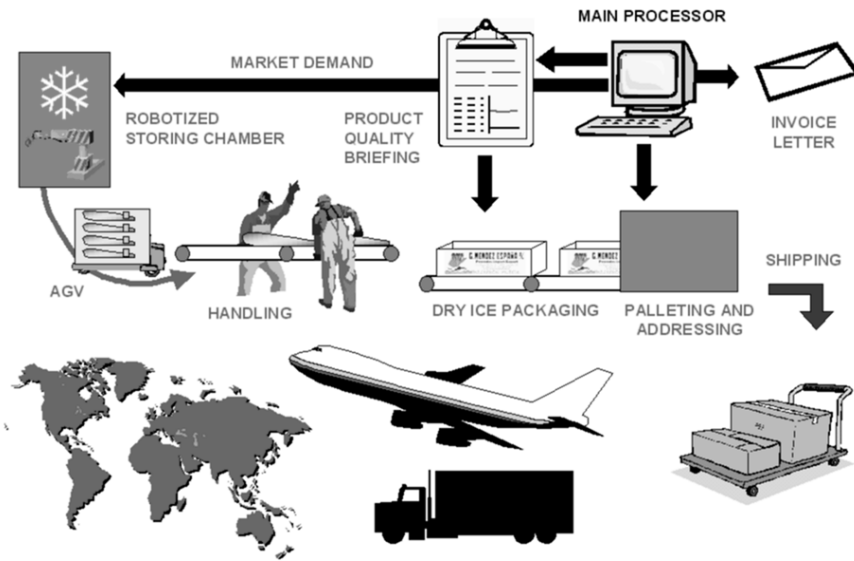 MAIN PROCESSOR
MARKET DEMAND
ROBOTIZED
STORING CHAMBER
PRODUCT
QUALITY
BRIEFING
INVOICE
LETTER
AGV
HANDLING
DRY ICE PACKAGING
PALLETING AND
ADDRESSING
SHIPPING